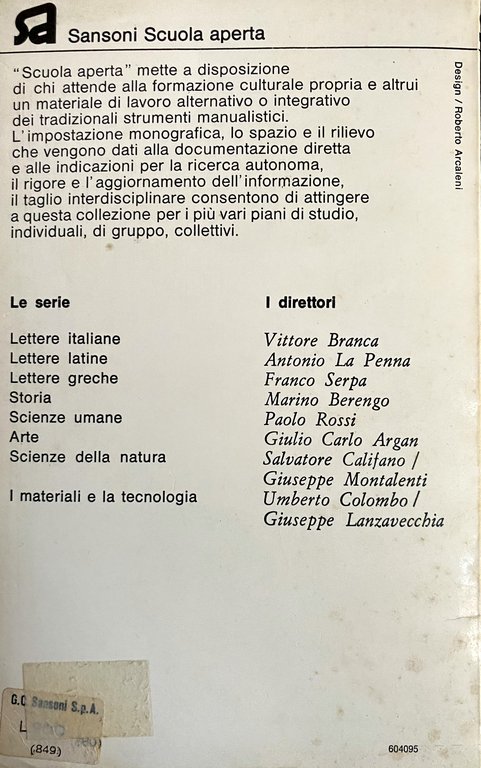 sa Sansoni Scuola aperta
"Scuola aperta" mette a disposizione
di chi attende alla formazione culturale propria e altrui
un materiale di lavoro alternativo o integrativo
dei tradizionali strumenti manualistici.
L'impostazione monografica, lo spazio e il rilievo
che vengono dati alla documentazione diretta
e alle indicazioni per la ricerca autonoma,
il rigore e l'aggiornamento dell'informazione,
il taglio interdisciplinare consentono di attingere
a questa collezione per i più vari piani di studio,
individuali, di gruppo, collettivi.
Design / Roberto Arcaleni
Le serie I direttori
Lettere italiane Vittore Branca
Lettere latine Antonio La Penna
Lettere greche Franco Serpa
Storia Marino Berengo
Scienze umane Paolo Rossi
Arte Giulio Carlo Argan
Scienze della natura Salvatore Califano /
Giuseppe Montalenti
I materiali e la tecnologia Umberto Colombo /
Giuseppe Lanzavecchia
G.C. Sansoni S.p.A.
(849)
604095